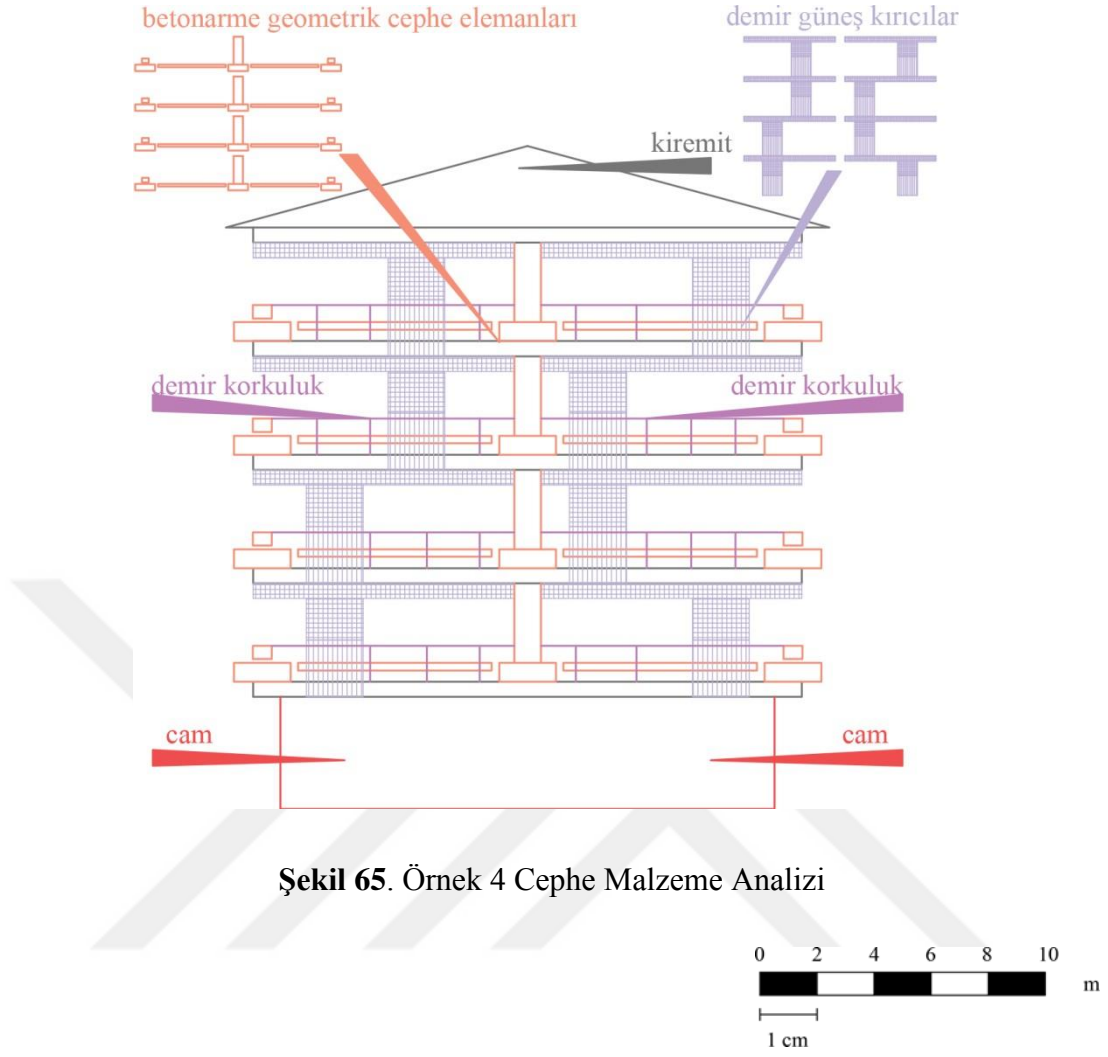 betonarme geometrik cephe elemanları
demir güneş kırıcılar
kiremit
demir korkuluk
demir korkuluk
cam
cam
Şekil 65. Örnek 4 Cephe Malzeme Analizi
0 2 4 6 8 10
m
1 cm